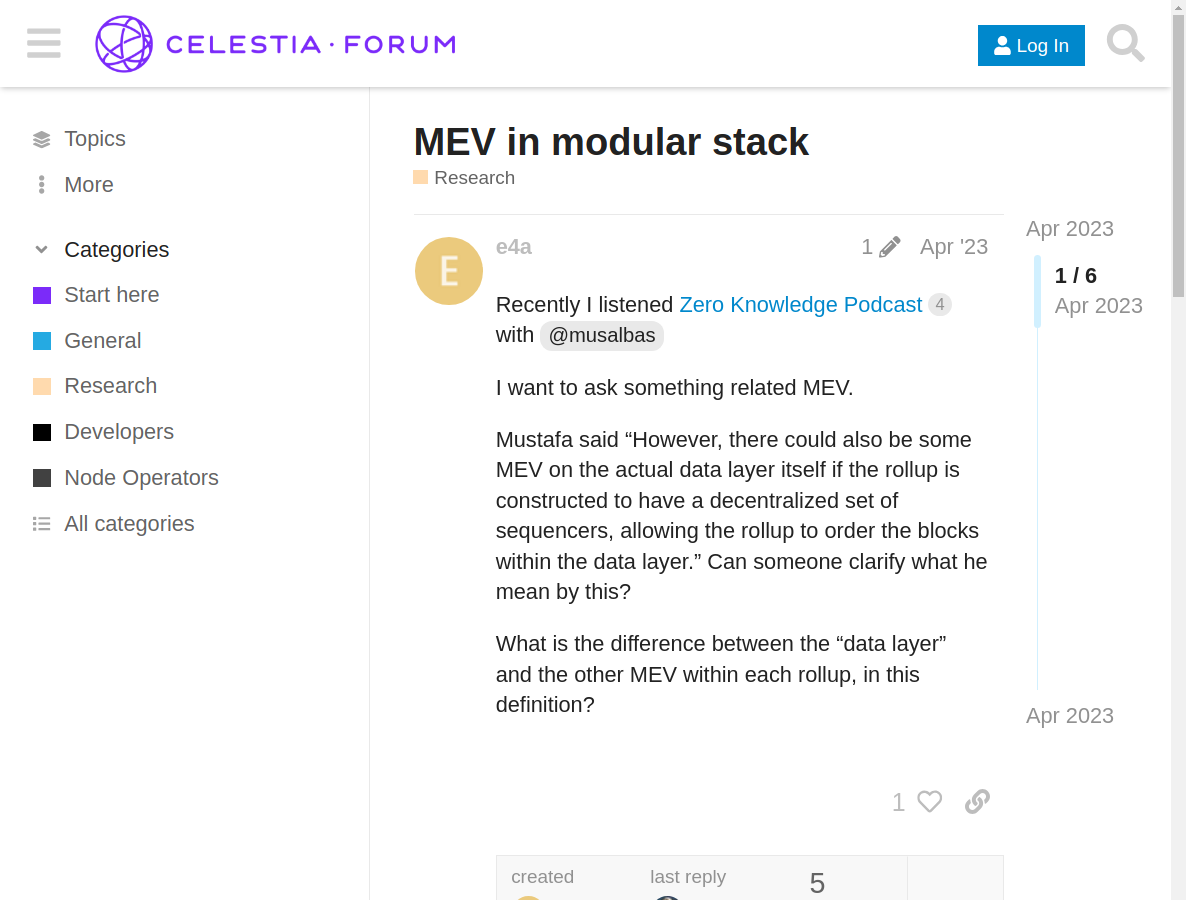 CELESTIA · FORUM
Log In
Topics
More
Categories
Start here
General
Research
Developers
Node Operators
All categories
MEV in modular stack
Research
E
e4a
1
Apr '23
Recently I listened Zero Knowledge Podcast 4
with @musalbas
I want to ask something related MEV.
Mustafa said “However, there could also be some
MEV on the actual data layer itself if the rollup is
constructed to have a decentralized set of
sequencers, allowing the rollup to order the blocks
within the data layer.” Can someone clarify what he
mean by this?
What is the difference between the “data layer”
and the other MEV within each rollup, in this
definition?
1
created
last reply
5
Apr 2023
1 / 6
Apr 2023
Apr 2023